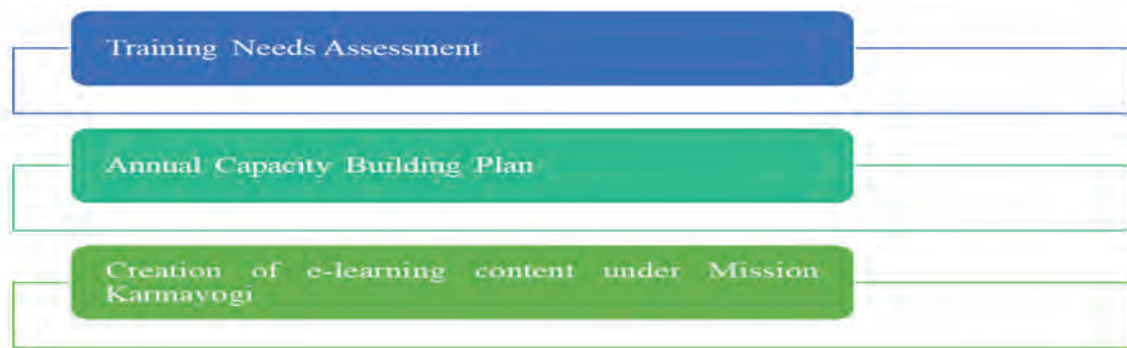 Training Needs Assessment
Annual Capacity Building Plan
Creation of e-learning content under Mission
Karmayogi